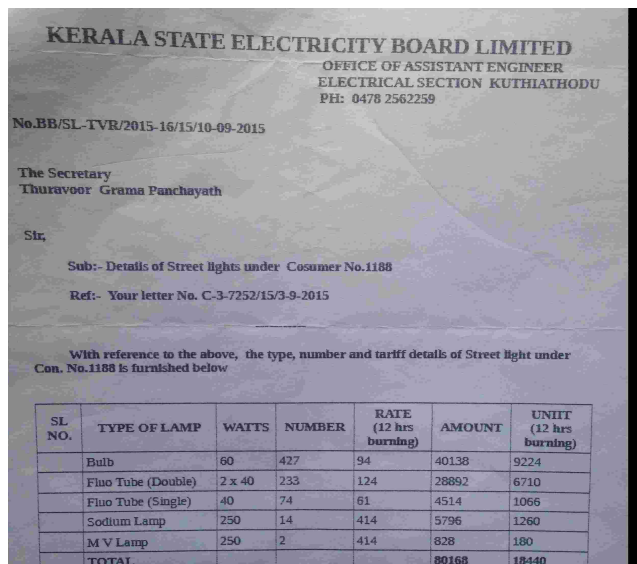 KERALA STATE ELECTRICITY BOARD LIMITED
OFFICE OF ASSISTANT ENGINEER
ELECTRICAL SECTION KUTHIATHODU
PH: 0478 2562259
No.BB/SL-TVR/2015-16/15/10-09-2015
The Secretary
Thuravoor Grama Panchayath
Sir,
Sub:- Details of Street lights under Cosumer No.1188
Ref:- Your letter No. C-3-7252/15/3-9-2015
-----------
With reference to the above, the type, number and tariff details of Street light under
Con. No.1188 is furnished below
SL NO. TYPE OF LAMP WATTS NUMBER RATE (12 hrs burning) AMOUNT UNIIT (12 hrs burning)
Bulb 60 427 94 40138 9224
Fluo Tube (Double) 2 x 40 233 124 28892 6710
Fluo Tube (Single) 40 74 61 4514 1066
Sodium Lamp 250 14 414 5796 1260
M V Lamp 250 2 414 828 180
TOTAL 80168 18440